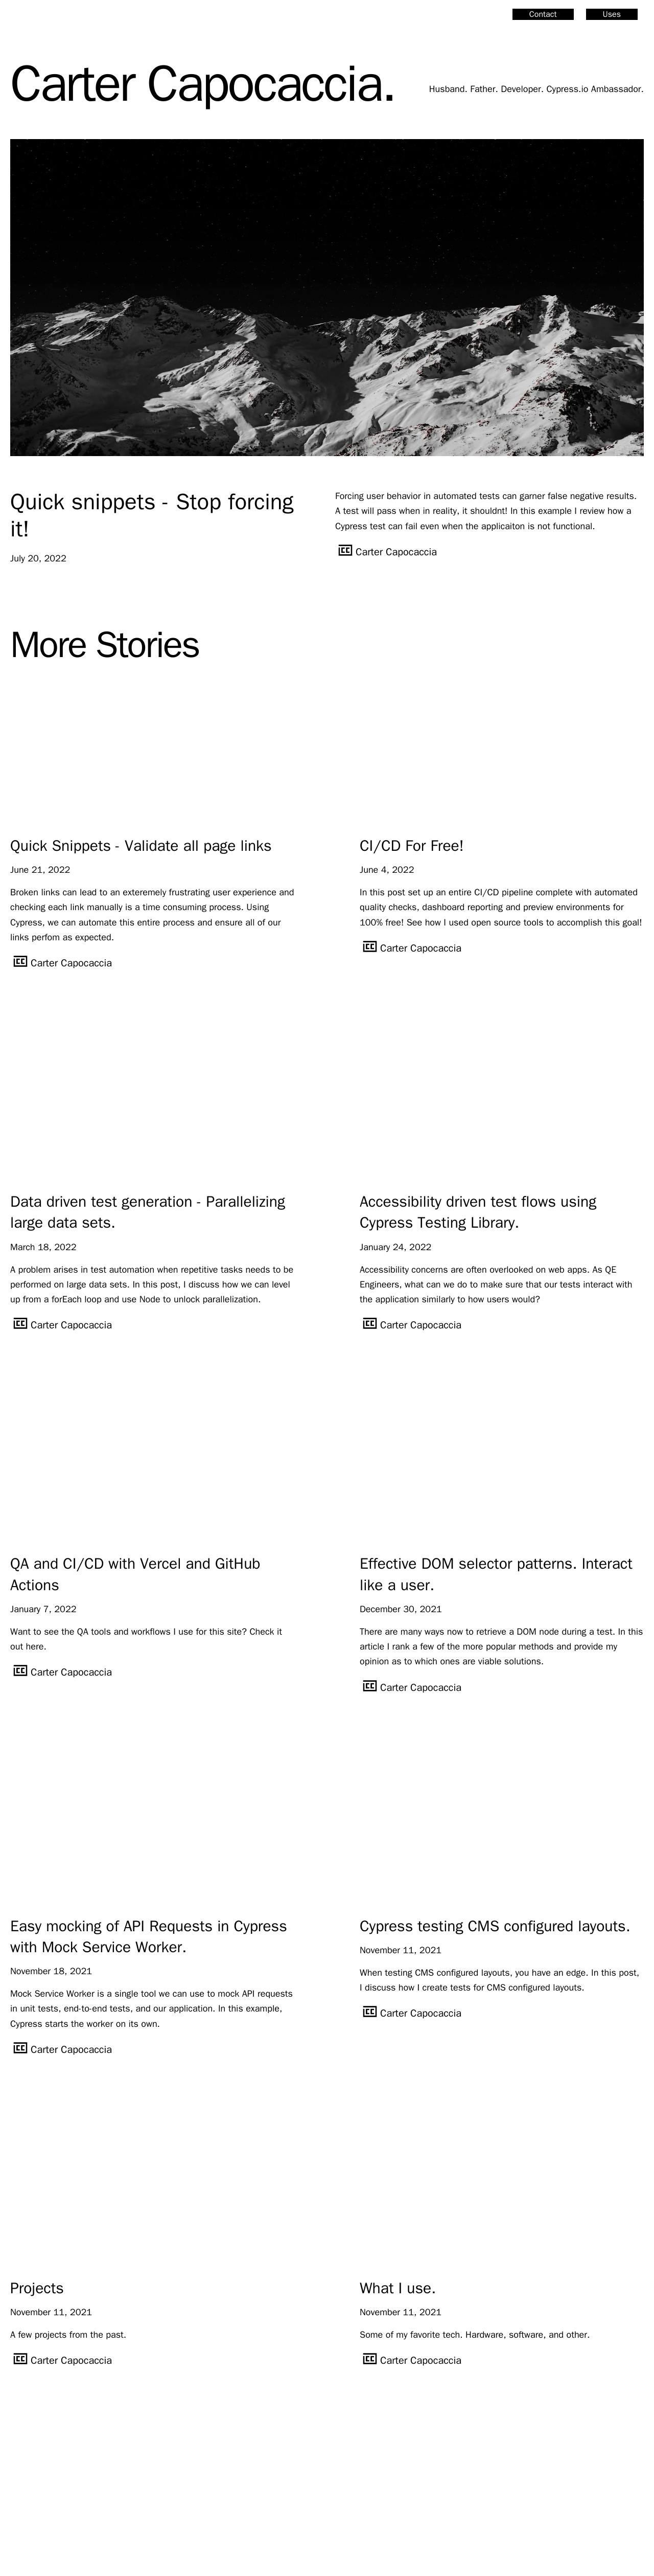 Contact
Uses
Carter Capocaccia.
Husband. Father. Developer. Cypress.io Ambassador.
Quick snippets - Stop forcing
it!
July 20, 2022
Forcing user behavior in automated tests can garner false negative results.
A test will pass when in reality, it shouldnt! In this example I review how a
Cypress test can fail even when the applicaiton is not functional.
Carter Capocaccia
More Stories
Quick Snippets - Validate all page links
June 21, 2022
Broken links can lead to an exteremely frustrating user experience and
checking each link manually is a time consuming process. Using
Cypress, we can automate this entire process and ensure all of our
links perfom as expected.
Carter Capocaccia
CI/CD For Free!
June 4, 2022
In this post set up an entire CI/CD pipeline complete with automated
quality checks, dashboard reporting and preview environments for
100% free! See how I used open source tools to accomplish this goal!
Carter Capocaccia
Data driven test generation - Parallelizing
large data sets.
March 18, 2022
A problem arises in test automation when repetitive tasks needs to be
performed on large data sets. In this post, I discuss how we can level
up from a forEach loop and use Node to unlock parallelization.
Carter Capocaccia
Accessibility driven test flows using
Cypress Testing Library.
January 24, 2022
Accessibility concerns are often overlooked on web apps. As QE
Engineers, what can we do to make sure that our tests interact with
the application similarly to how users would?
Carter Capocaccia
QA and CI/CD with Vercel and GitHub
Actions
January 7, 2022
Want to see the QA tools and workflows I use for this site? Check it
out here.
Carter Capocaccia
Effective DOM selector patterns. Interact
like a user.
December 30, 2021
There are many ways now to retrieve a DOM node during a test. In this
article I rank a few of the more popular methods and provide my
opinion as to which ones are viable solutions.
Carter Capocaccia
Easy mocking of API Requests in Cypress
with Mock Service Worker.
November 18, 2021
Mock Service Worker is a single tool we can use to mock API requests
in unit tests, end-to-end tests, and our application. In this example,
Cypress starts the worker on its own.
Carter Capocaccia
Cypress testing CMS configured layouts.
November 11, 2021
When testing CMS configured layouts, you have an edge. In this post,
I discuss how I create tests for CMS configured layouts.
Carter Capocaccia
Projects
November 11, 2021
A few projects from the past.
Carter Capocaccia
What I use.
November 11, 2021
Some of my favorite tech. Hardware, software, and other.
Carter Capocaccia